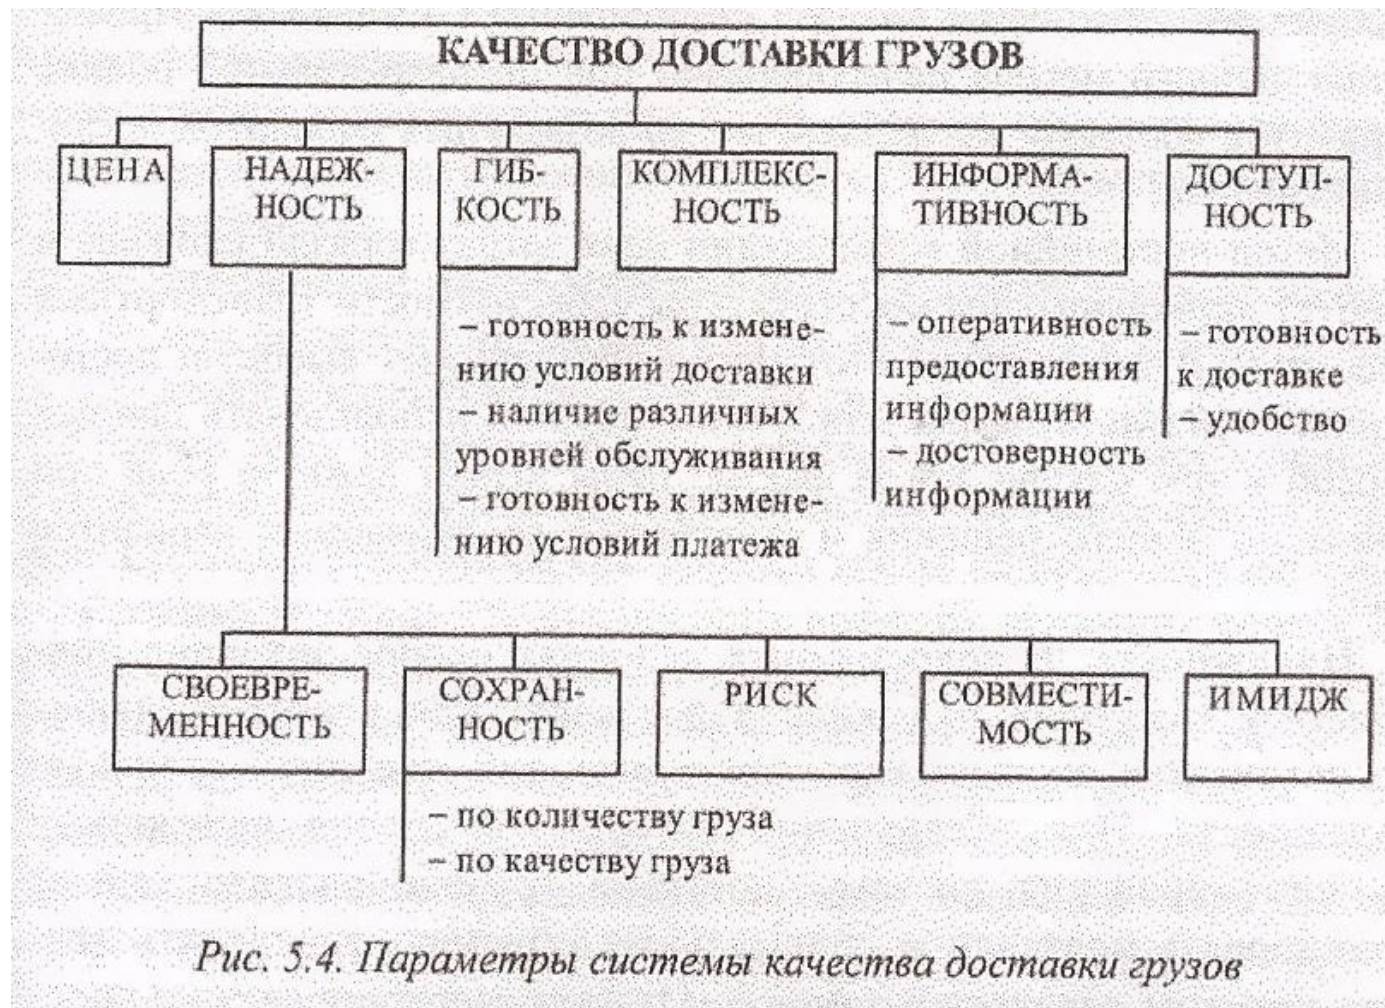 КАЧЕСТВО ДОСТАВКИ ГРУЗОВ
ЦЕНА
НАДЕЖ-
НОСТЬ
ГИБ-
КОСТЬ
КОМПЛЕКС-
НОСТЬ
ИНФОРМА-
ТИВНОСТЬ
ДОСТУП-
НОСТЬ
– готовность к измене-
нию условий доставки
– наличие различных
уровней обслуживания
– готовность к измене-
нию условий платежа
– оперативность
предоставления
информации
– достоверность
информации
– готовность
к доставке
– удобство
СВОЕВРЕ-
МЕННОСТЬ
СОХРАН-
НОСТЬ
РИСК
СОВМЕСТИ-
МОСТЬ
ИМИДЖ
– по количеству груза
– по качеству груза
Рис. 5.4. Параметры системы качества доставки грузов